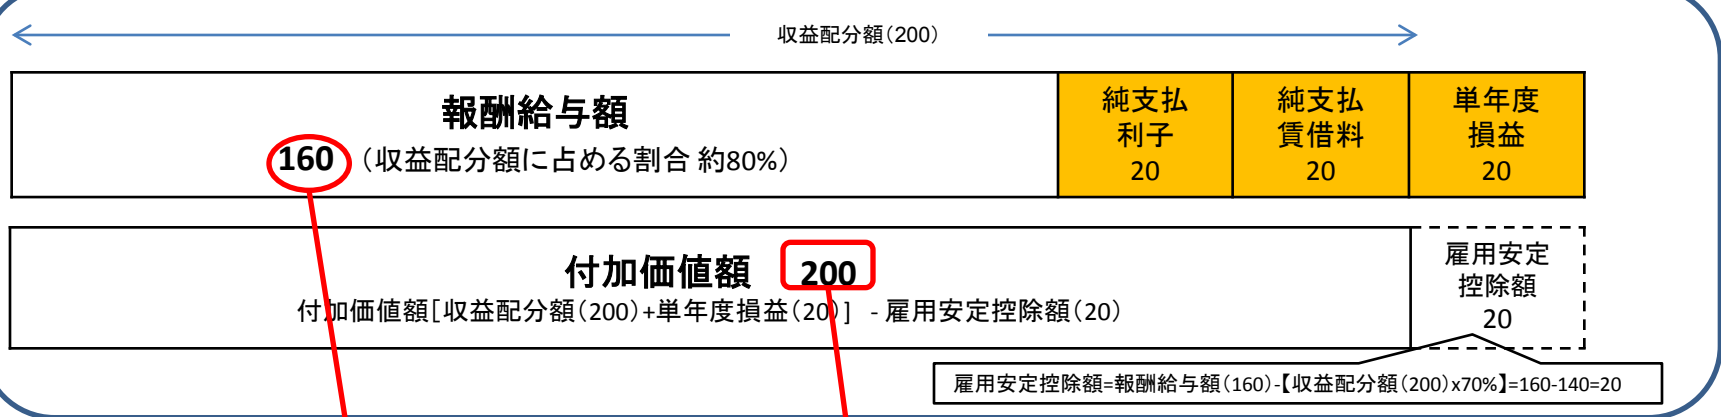 収益配分額（200）
報酬給与額
160 （収益配分額に占める割合 約80%）
純支払
利子
20
純支払
賃借料
20
単年度
損益
20
付加価値額 200
付加価値額［収益配分額（200）+単年度損益（20）］ - 雇用安定控除額（20）
雇用安定
控除額
20
雇用安定控除額=報酬給与額（160）-【収益配分額（200）x70%】=160-140=20